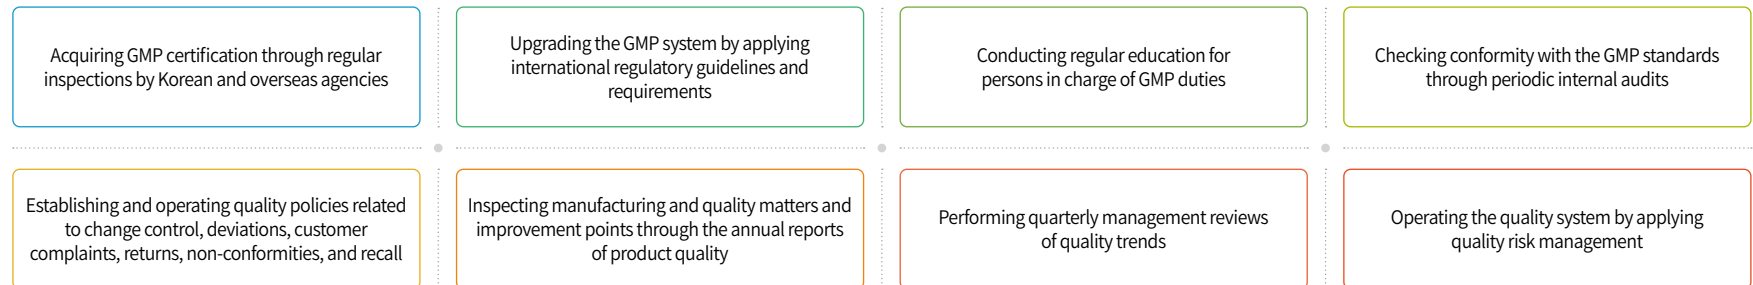 Acquiring GMP certification through regular
inspections by Korean and overseas agencies
Upgrading the GMP system by applying
international regulatory guidelines and
requirements
Conducting regular education for
persons in charge of GMP duties
Checking conformity with the GMP standards
through periodic internal audits
Establishing and operating quality policies related
to change control, deviations, customer
complaints, returns, non-conformities, and recall
Inspecting manufacturing and quality matters and
improvement points through the annual reports
of product quality
Performing quarterly management reviews
of quality trends
Operating the quality system by applying
quality risk management